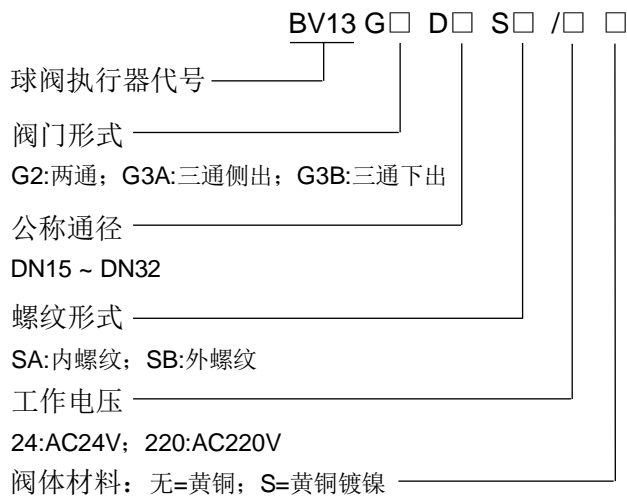 BV13 G□ D□ S□ /□ □
球阀执行器代号
阀门形式
G2:两通；G3A:三通侧出；G3B:三通下出
公称通径
DN15 ~ DN32
螺纹形式
SA:内螺纹；SB:外螺纹
工作电压
24:AC24V；220:AC220V
阀体材料：无=黄铜；S=黄铜镀镍